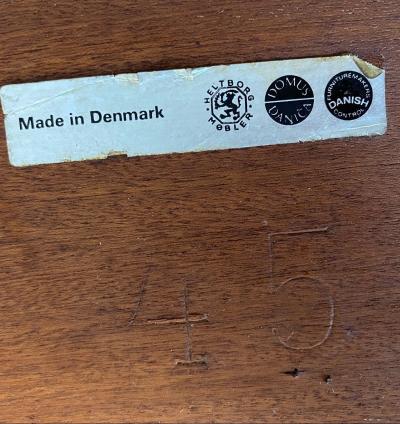 Made in Denmark
HELTBORG MØBLER
DOMUS DANICA
FURNITUREMAKERS DANISH CONTROL
45